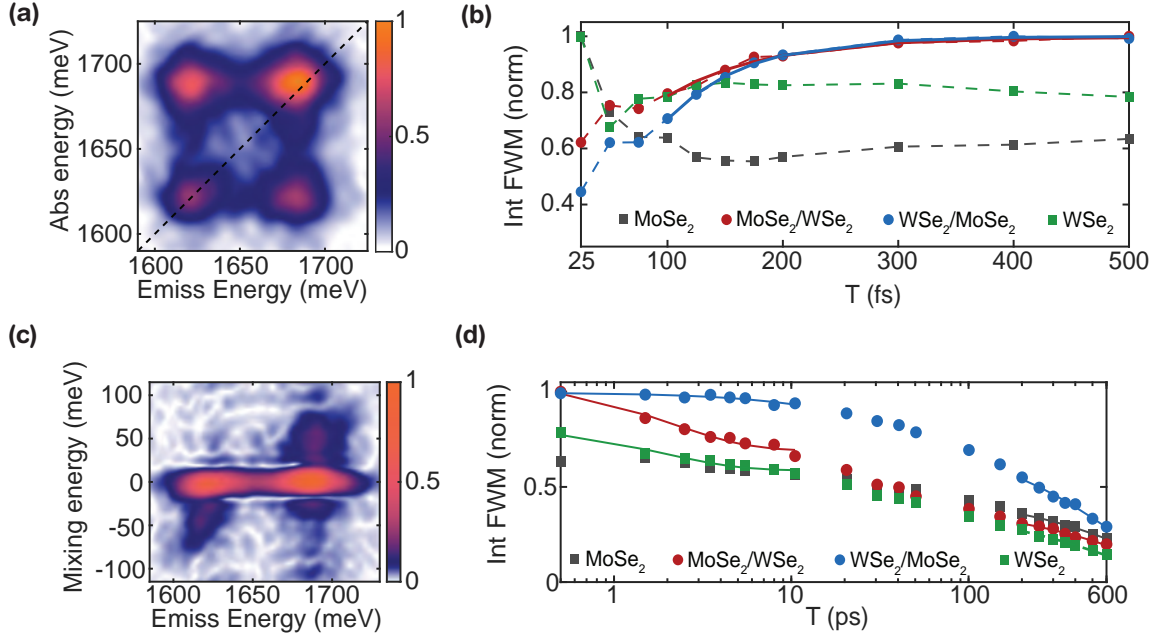 (a)
1
0.5
0
1700
1650
1600
Abs energy (meV)
1600 1650 1700
Emiss Energy (meV)
(b)
1
0.8
0.6
0.4
Int FWM (norm)
MoSe₂ MoSe₂/WSe₂ WSe₂/MoSe₂ WSe₂
25 100 200 300 400 500
T (fs)
(c)
1
0.5
0
100
50
0
-50
-100
Mixing energy (meV)
1600 1650 1700
Emiss Energy (meV)
(d)
1
0.5
1
0
Int FWM (norm)
MoSe₂ MoSe₂/WSe₂ WSe₂/MoSe₂ WSe₂
1 10 100 600
T (ps)